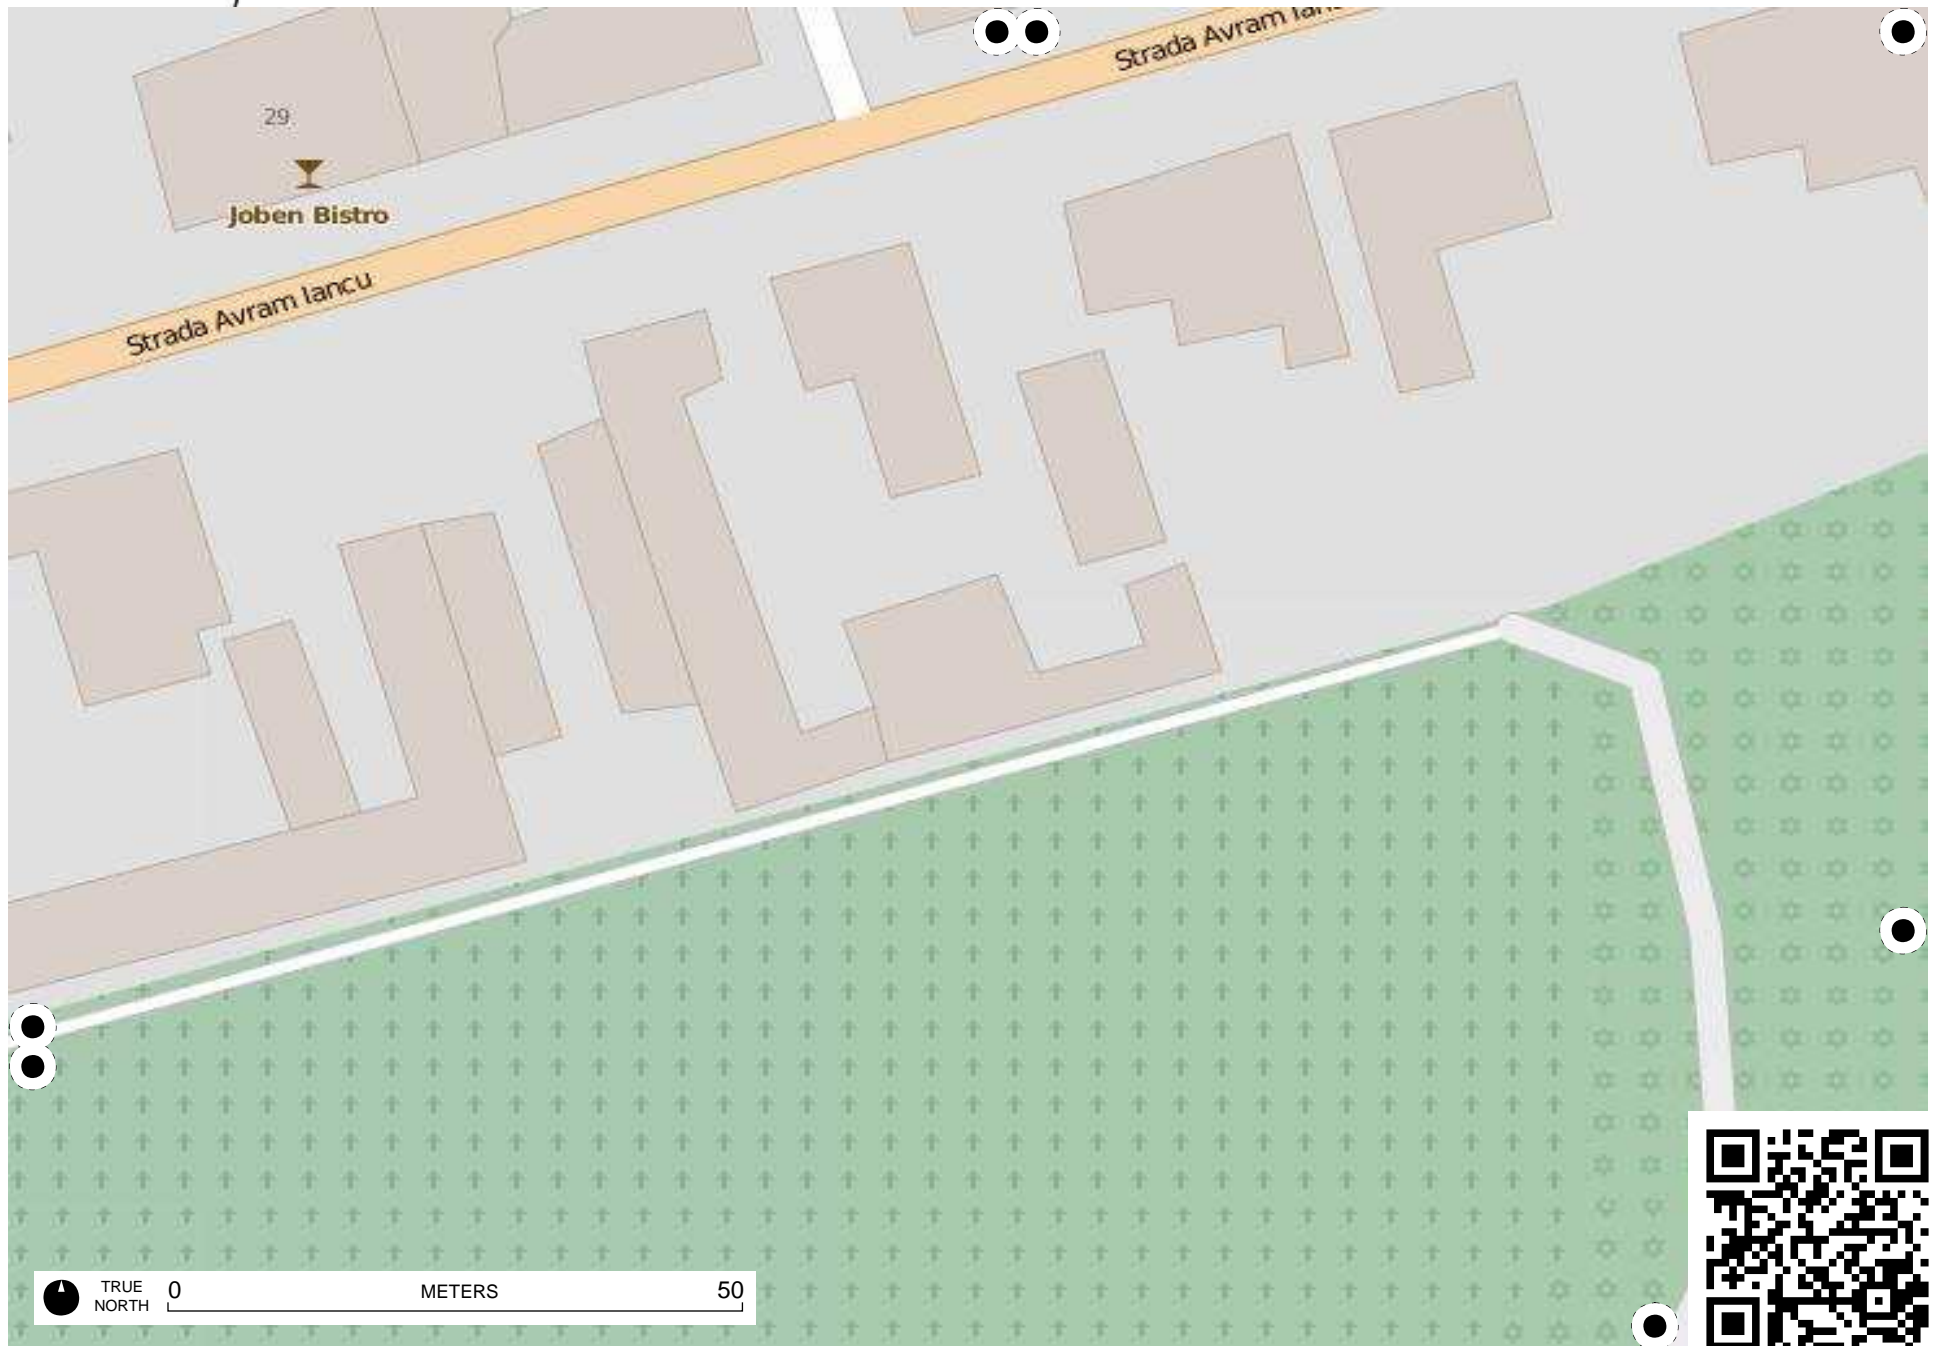 Strada Avram Iancu
29
Joben Bistro
Strada Avram Iancu
TRUE
NORTH
0 METERS 50